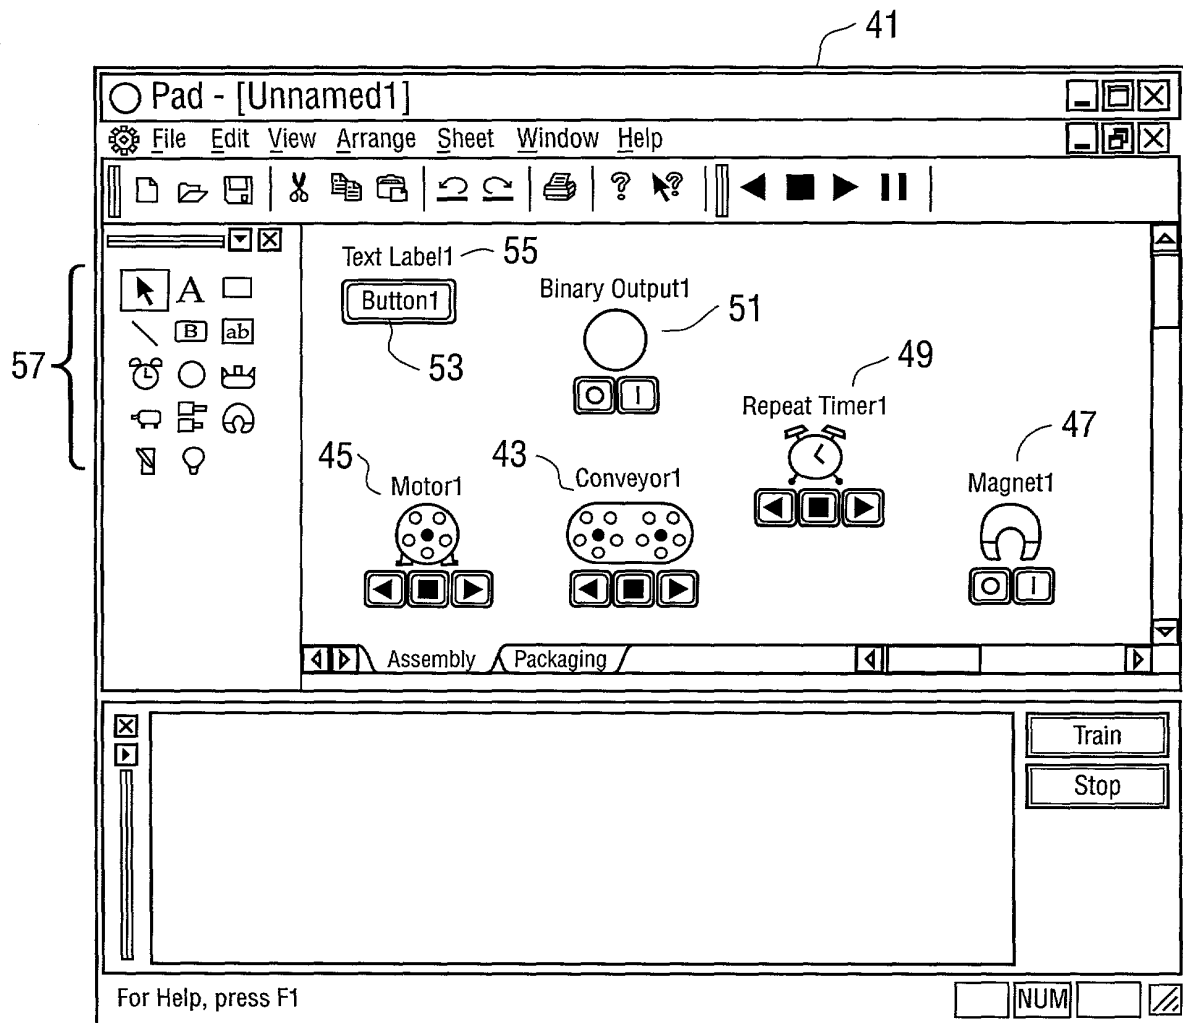 41
Pad - [Unnamed1]
File Edit View Arrange Sheet Window Help
? ?
Text Label1 55
Button1
53
Binary Output1
51
A
B ab
57
49
Repeat Timer1
45
Motor1
43
Conveyor1
47
Magnet1
Assembly Packaging
Train
Stop
For Help, press F1
NUM